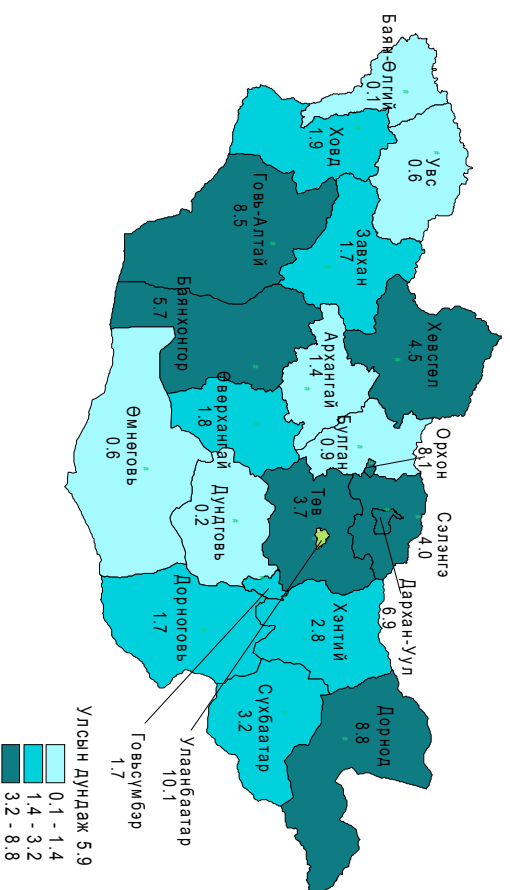 Баян-Өлгий
0.1
Увс
0.6
Ховд
1.9
Завхан
1.7
Говь-Алтай
8.5
Хөвсгөл
4.5
Баянхонгор
5.7
Архангай
1.4
Өвөрхангай
1.8
Булган
0.9
Орхон
8.1
Сэлэнгэ
4.0
Дархан-Уул
6.9
Төв
3.7
Өмнөговь
0.6
Дундговь
0.2
Дорноговь
1.7
Хэнтий
2.8
Сүхбаатар
3.2
Дорнод
8.8
Улаанбаатар
10.1
Говьсүмбэр
1.7
Улсын дундаж 5.9
0.1 - 1.4
1.4 - 3.2
3.2 - 8.8